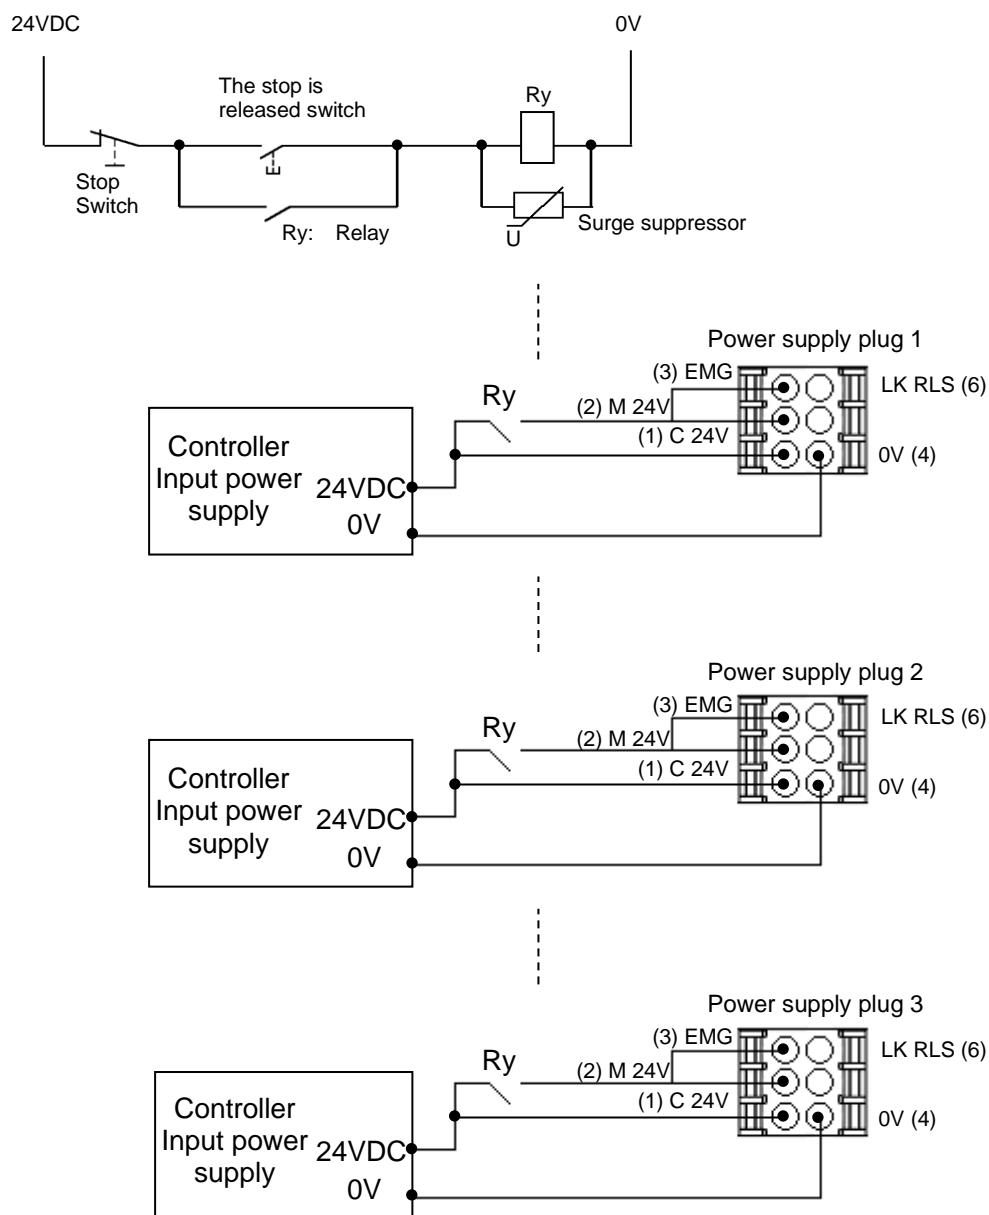 24VDC
0V
The stop is
released switch
Ry
Stop
Switch
Ry: Relay
U
Surge suppressor
Power supply plug 1
(3) EMG
LK RLS (6)
Ry
(2) M 24V
(1) C 24V
0V (4)
Controller
Input power
supply
24VDC
0V
Power supply plug 2
(3) EMG
LK RLS (6)
Ry
(2) M 24V
(1) C 24V
0V (4)
Controller
Input power
supply
24VDC
0V
Power supply plug 3
(3) EMG
LK RLS (6)
Ry
(2) M 24V
(1) C 24V
0V (4)
Controller
Input power
supply
24VDC
0V